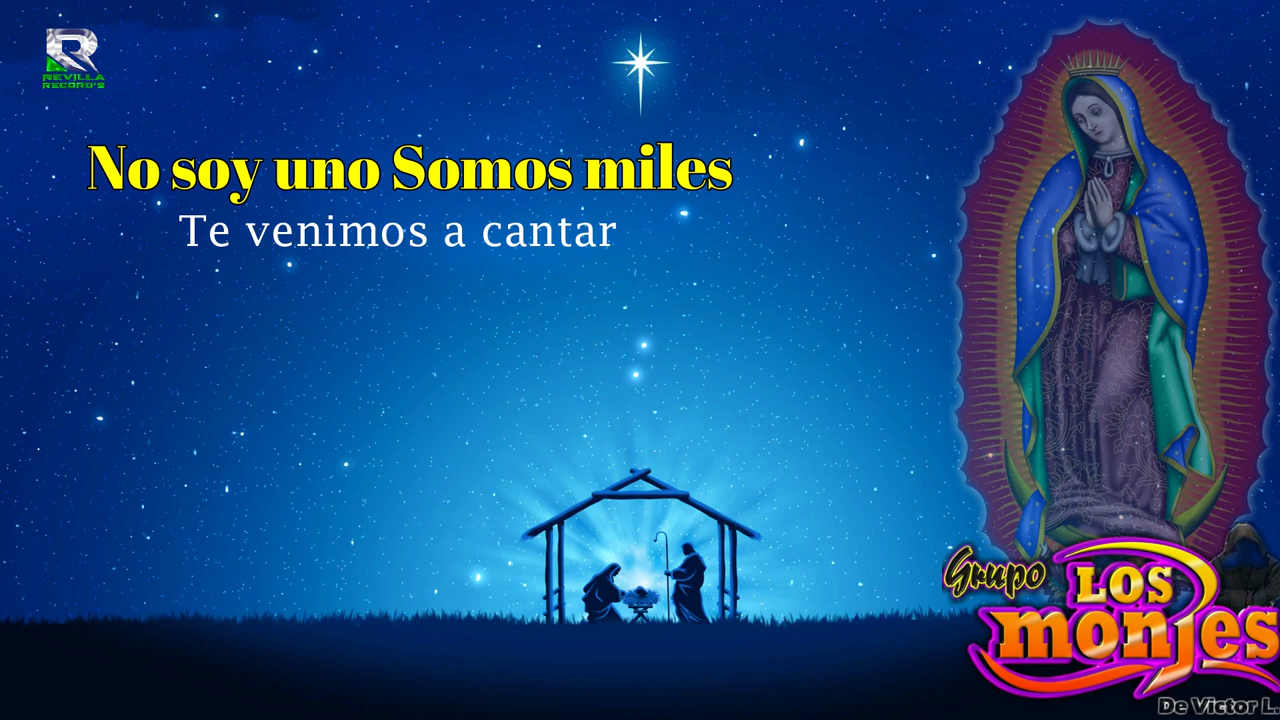 R
REVILLA
RECORD'S
No soy uno Somos miles
Te venimos a cantar
Grupo
LOS
monjes
De Victor L.